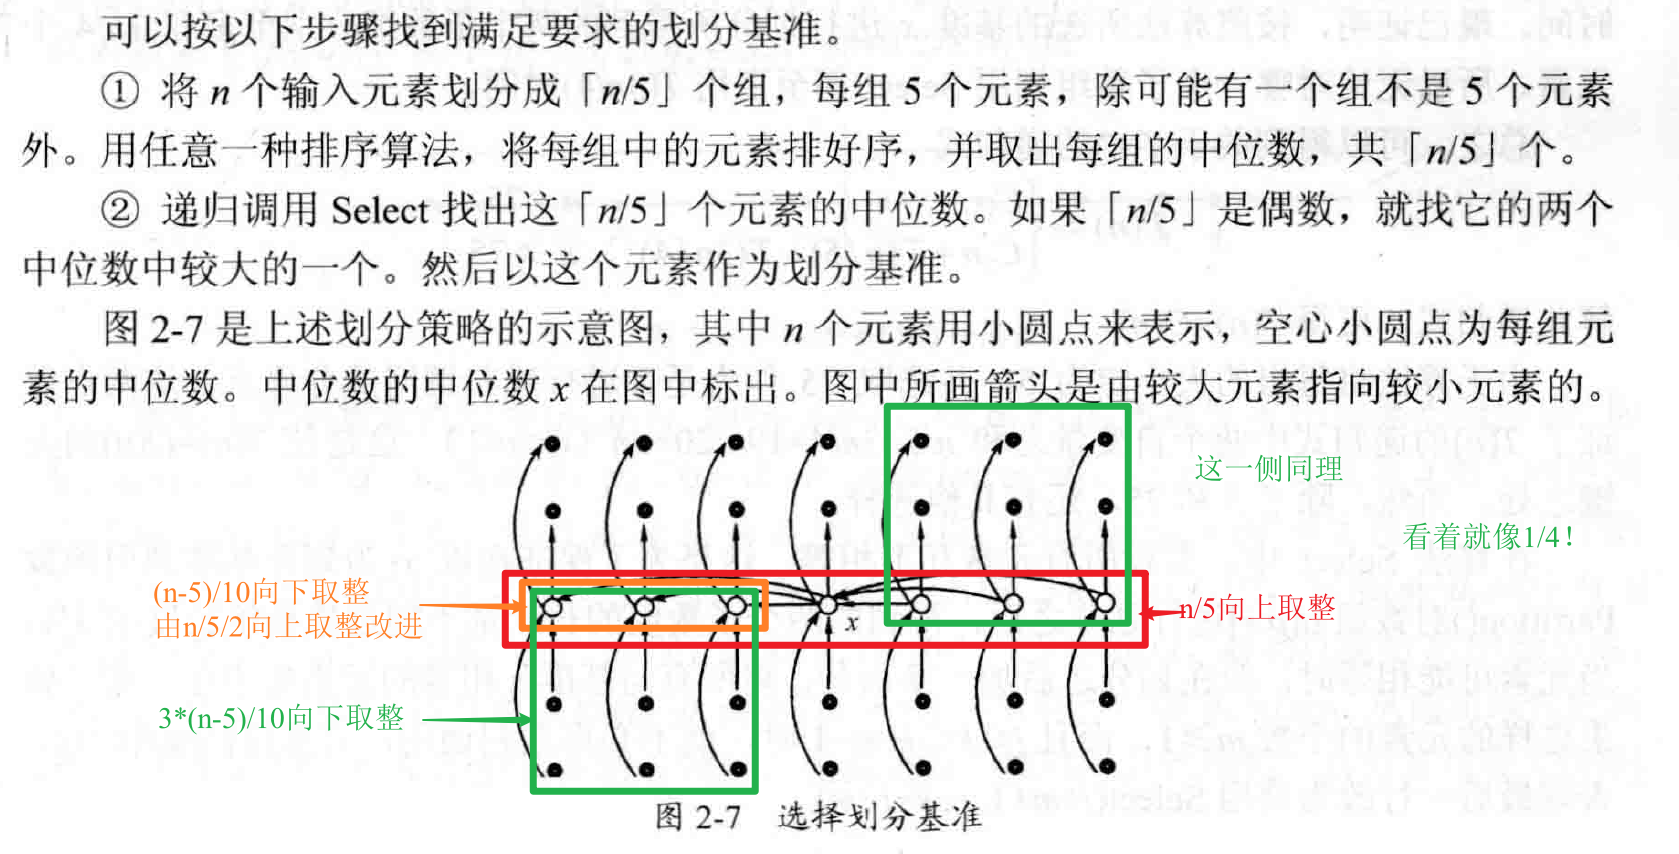 可以按以下步骤找到满足要求的划分基准。
① 将 n 个输入元素划分成「n/5」个组，每组 5 个元素，除可能有一个组不是 5 个元素
外。用任意一种排序算法，将每组中的元素排好序，并取出每组的中位数，共「n/5」个。
② 递归调用 Select 找出这「n/5」个元素的中位数。如果「n/5」是偶数，就找它的两个
中位数中较大的一个。然后以这个元素作为划分基准。
图 2-7 是上述划分策略的示意图，其中 n 个元素用小圆点来表示，空心小圆点为每组元
素的中位数。中位数的中位数 x 在图中标出。图中所画箭头是由较大元素指向较小元素的。
这一侧同理
看着就像1/4！
(n-5)/10向下取整
由n/5/2向上取整改进
n/5向上取整
x
3*(n-5)/10向下取整
图 2-7 选择划分基准